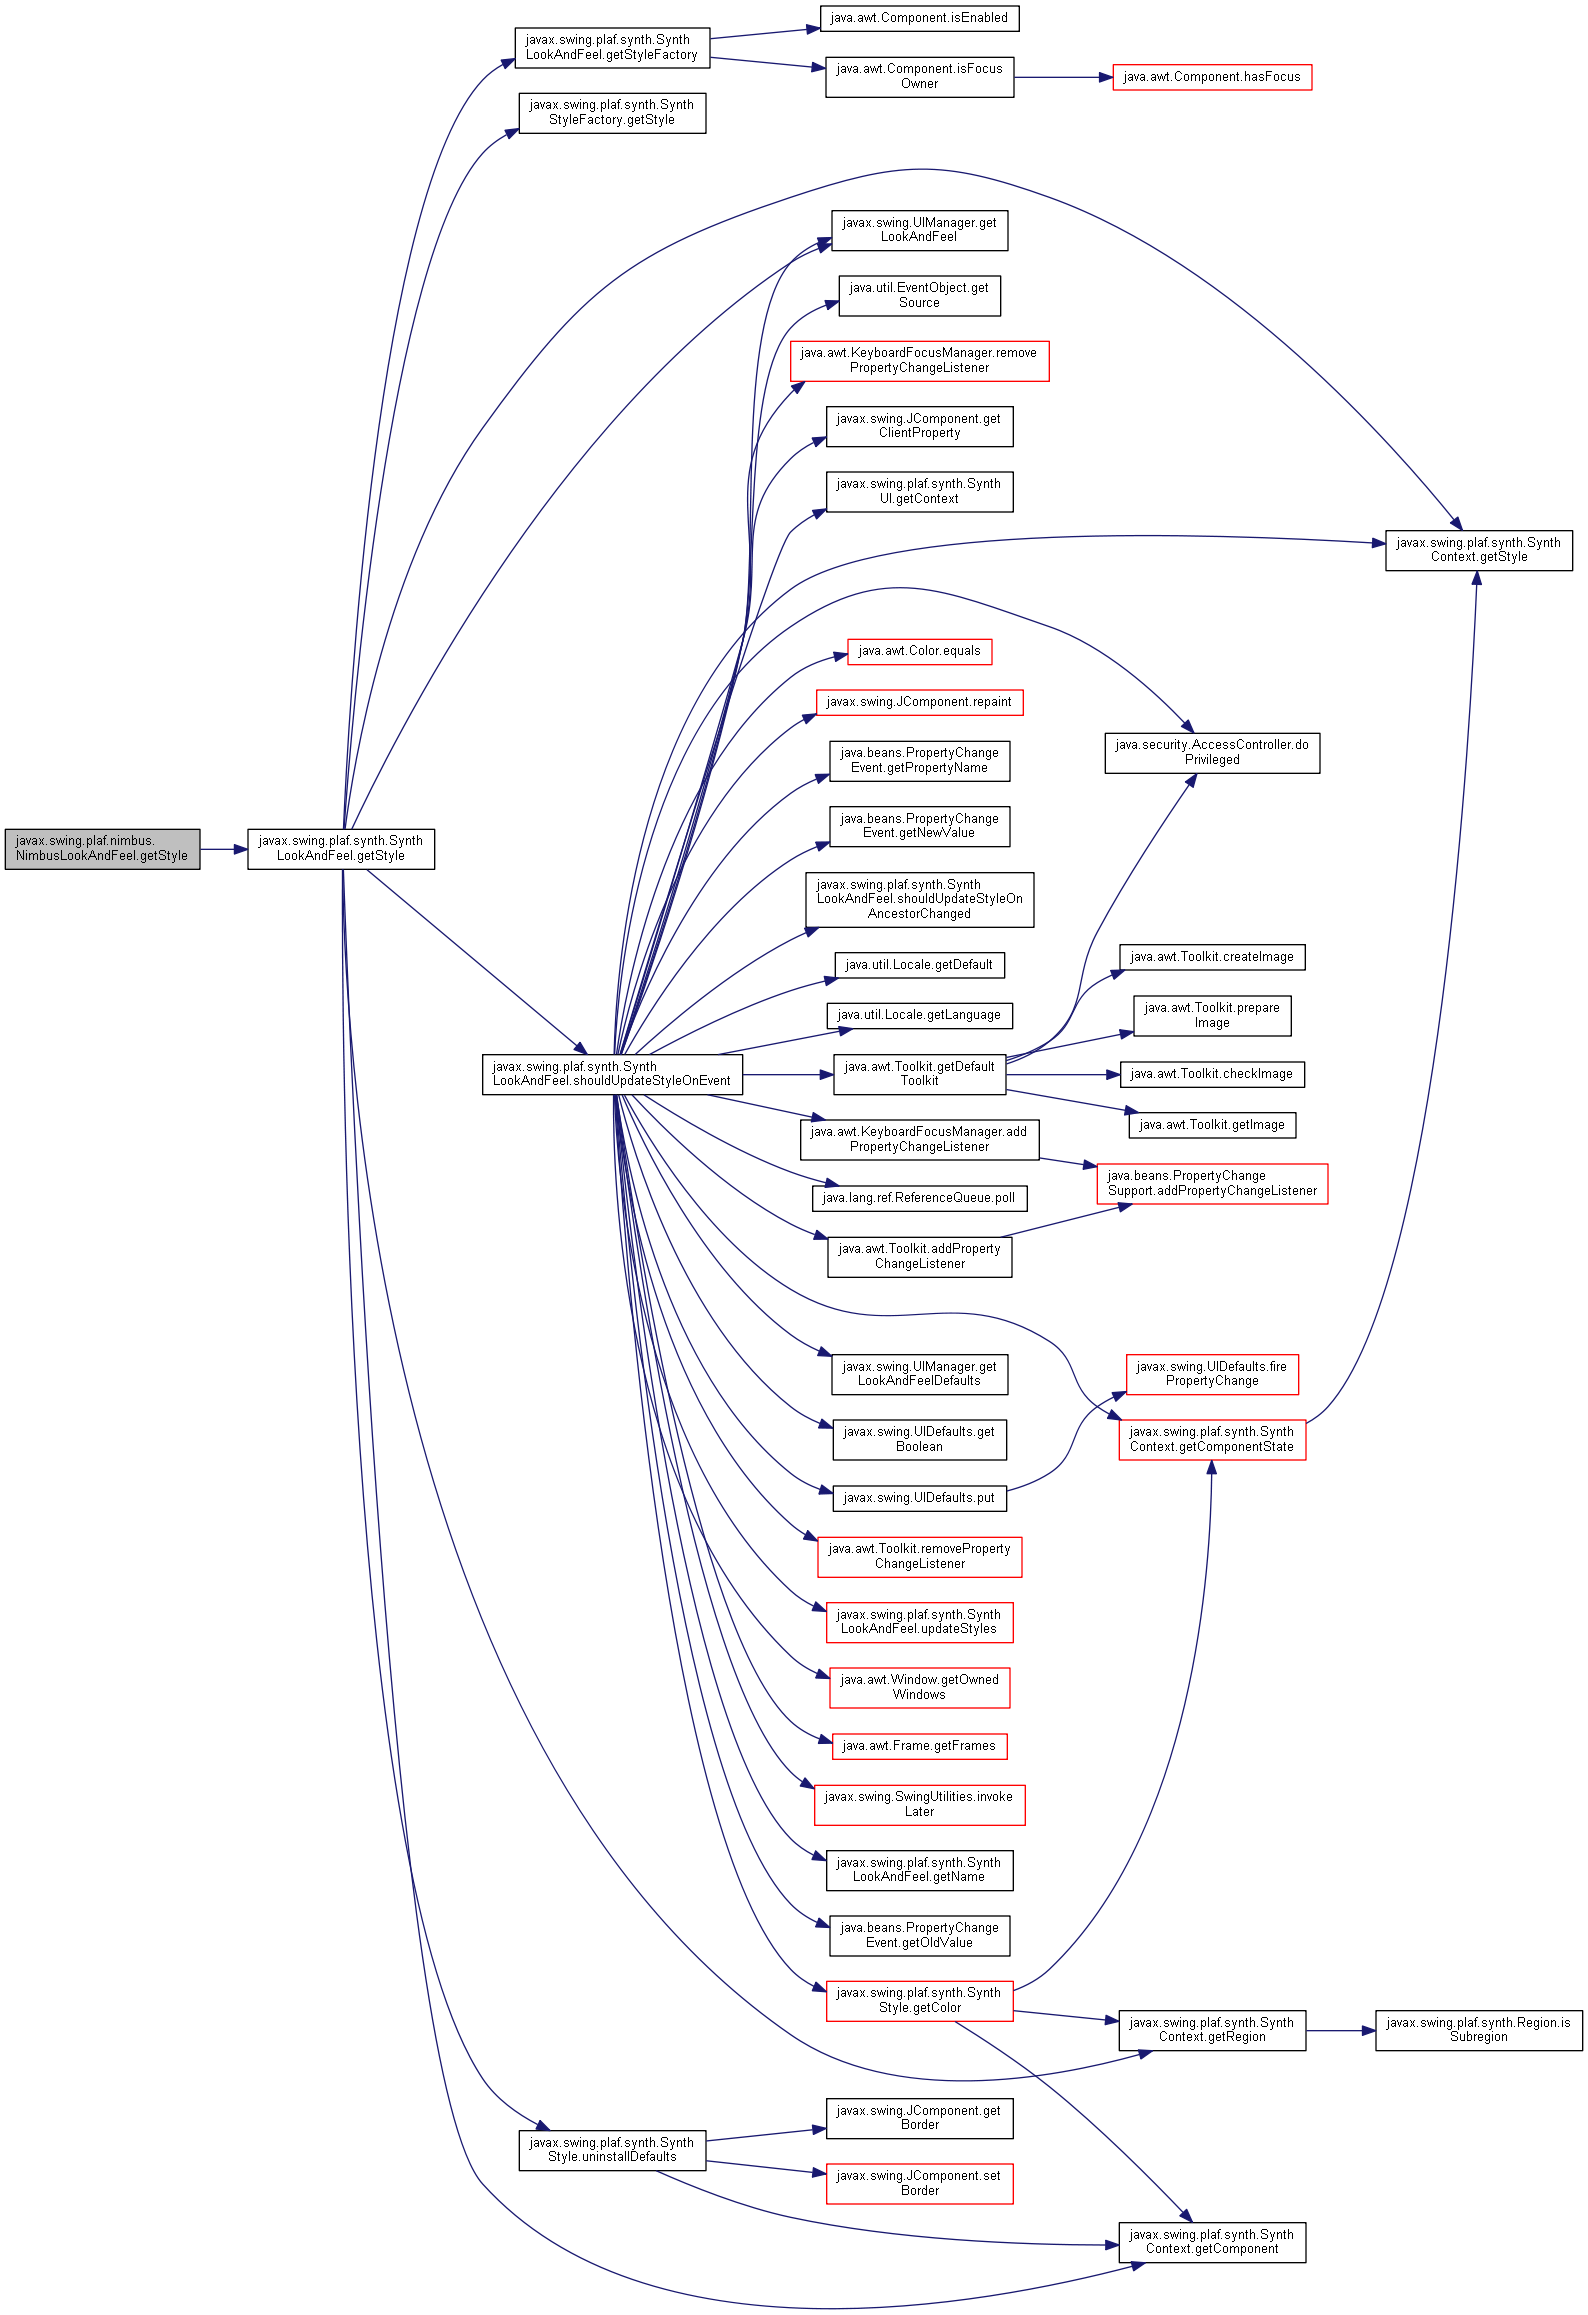 javax.swing.plaf.synth.Synth
LookAndFeel.getStyleFactory
java.awt.Component.isEnabled
java.awt.Component.isFocus
Owner
java.awt.Component.hasFocus
javax.swing.plaf.synth.Synth
StyleFactory.getStyle
javax.swing.UIManager.get
LookAndFeel
java.util.EventObject.get
Source
java.awt.KeyboardFocusManager.remove
PropertyChangeListener
javax.swing.JComponent.get
ClientProperty
javax.swing.plaf.synth.Synth
UI.getContext
javax.swing.plaf.synth.Synth
Context.getStyle
java.awt.Color.equals
javax.swing.JComponent.repaint
java.security.AccessController.do
Privileged
java.beans.PropertyChange
Event.getPropertyName
java.beans.PropertyChange
Event.getNewValue
javax.swing.plaf.nimbus.
NimbusLookAndFeel.getStyle
javax.swing.plaf.synth.Synth
LookAndFeel.getStyle
javax.swing.plaf.synth.Synth
LookAndFeel.shouldUpdateStyleOn
AncestorChanged
java.util.Locale.getDefault
java.awt.Toolkit.createImage
java.util.Locale.getLanguage
java.awt.Toolkit.prepare
Image
javax.swing.plaf.synth.Synth
LookAndFeel.shouldUpdateStyleOnEvent
java.awt.Toolkit.getDefault
Toolkit
java.awt.Toolkit.checkImage
java.awt.Toolkit.getImage
java.awt.KeyboardFocusManager.add
PropertyChangeListener
java.beans.PropertyChange
Support.addPropertyChangeListener
java.lang.ref.ReferenceQueue.poll
java.awt.Toolkit.addProperty
ChangeListener
javax.swing.UIManager.get
LookAndFeelDefaults
javax.swing.UIDefaults.fire
PropertyChange
javax.swing.UIDefaults.get
Boolean
javax.swing.plaf.synth.Synth
Context.getComponentState
javax.swing.UIDefaults.put
java.awt.Toolkit.removeProperty
ChangeListener
javax.swing.plaf.synth.Synth
LookAndFeel.updateStyles
java.awt.Window.getOwned
Windows
java.awt.Frame.getFrames
javax.swing.SwingUtilities.invoke
Later
javax.swing.plaf.synth.Synth
LookAndFeel.getName
java.beans.PropertyChange
Event.getOldValue
javax.swing.plaf.synth.Synth
Style.getColor
javax.swing.plaf.synth.Synth
Context.getRegion
javax.swing.plaf.synth.Region.is
Subregion
javax.swing.JComponent.get
Border
javax.swing.plaf.synth.Synth
Style.uninstallDefaults
javax.swing.JComponent.set
Border
javax.swing.plaf.synth.Synth
Context.getComponent